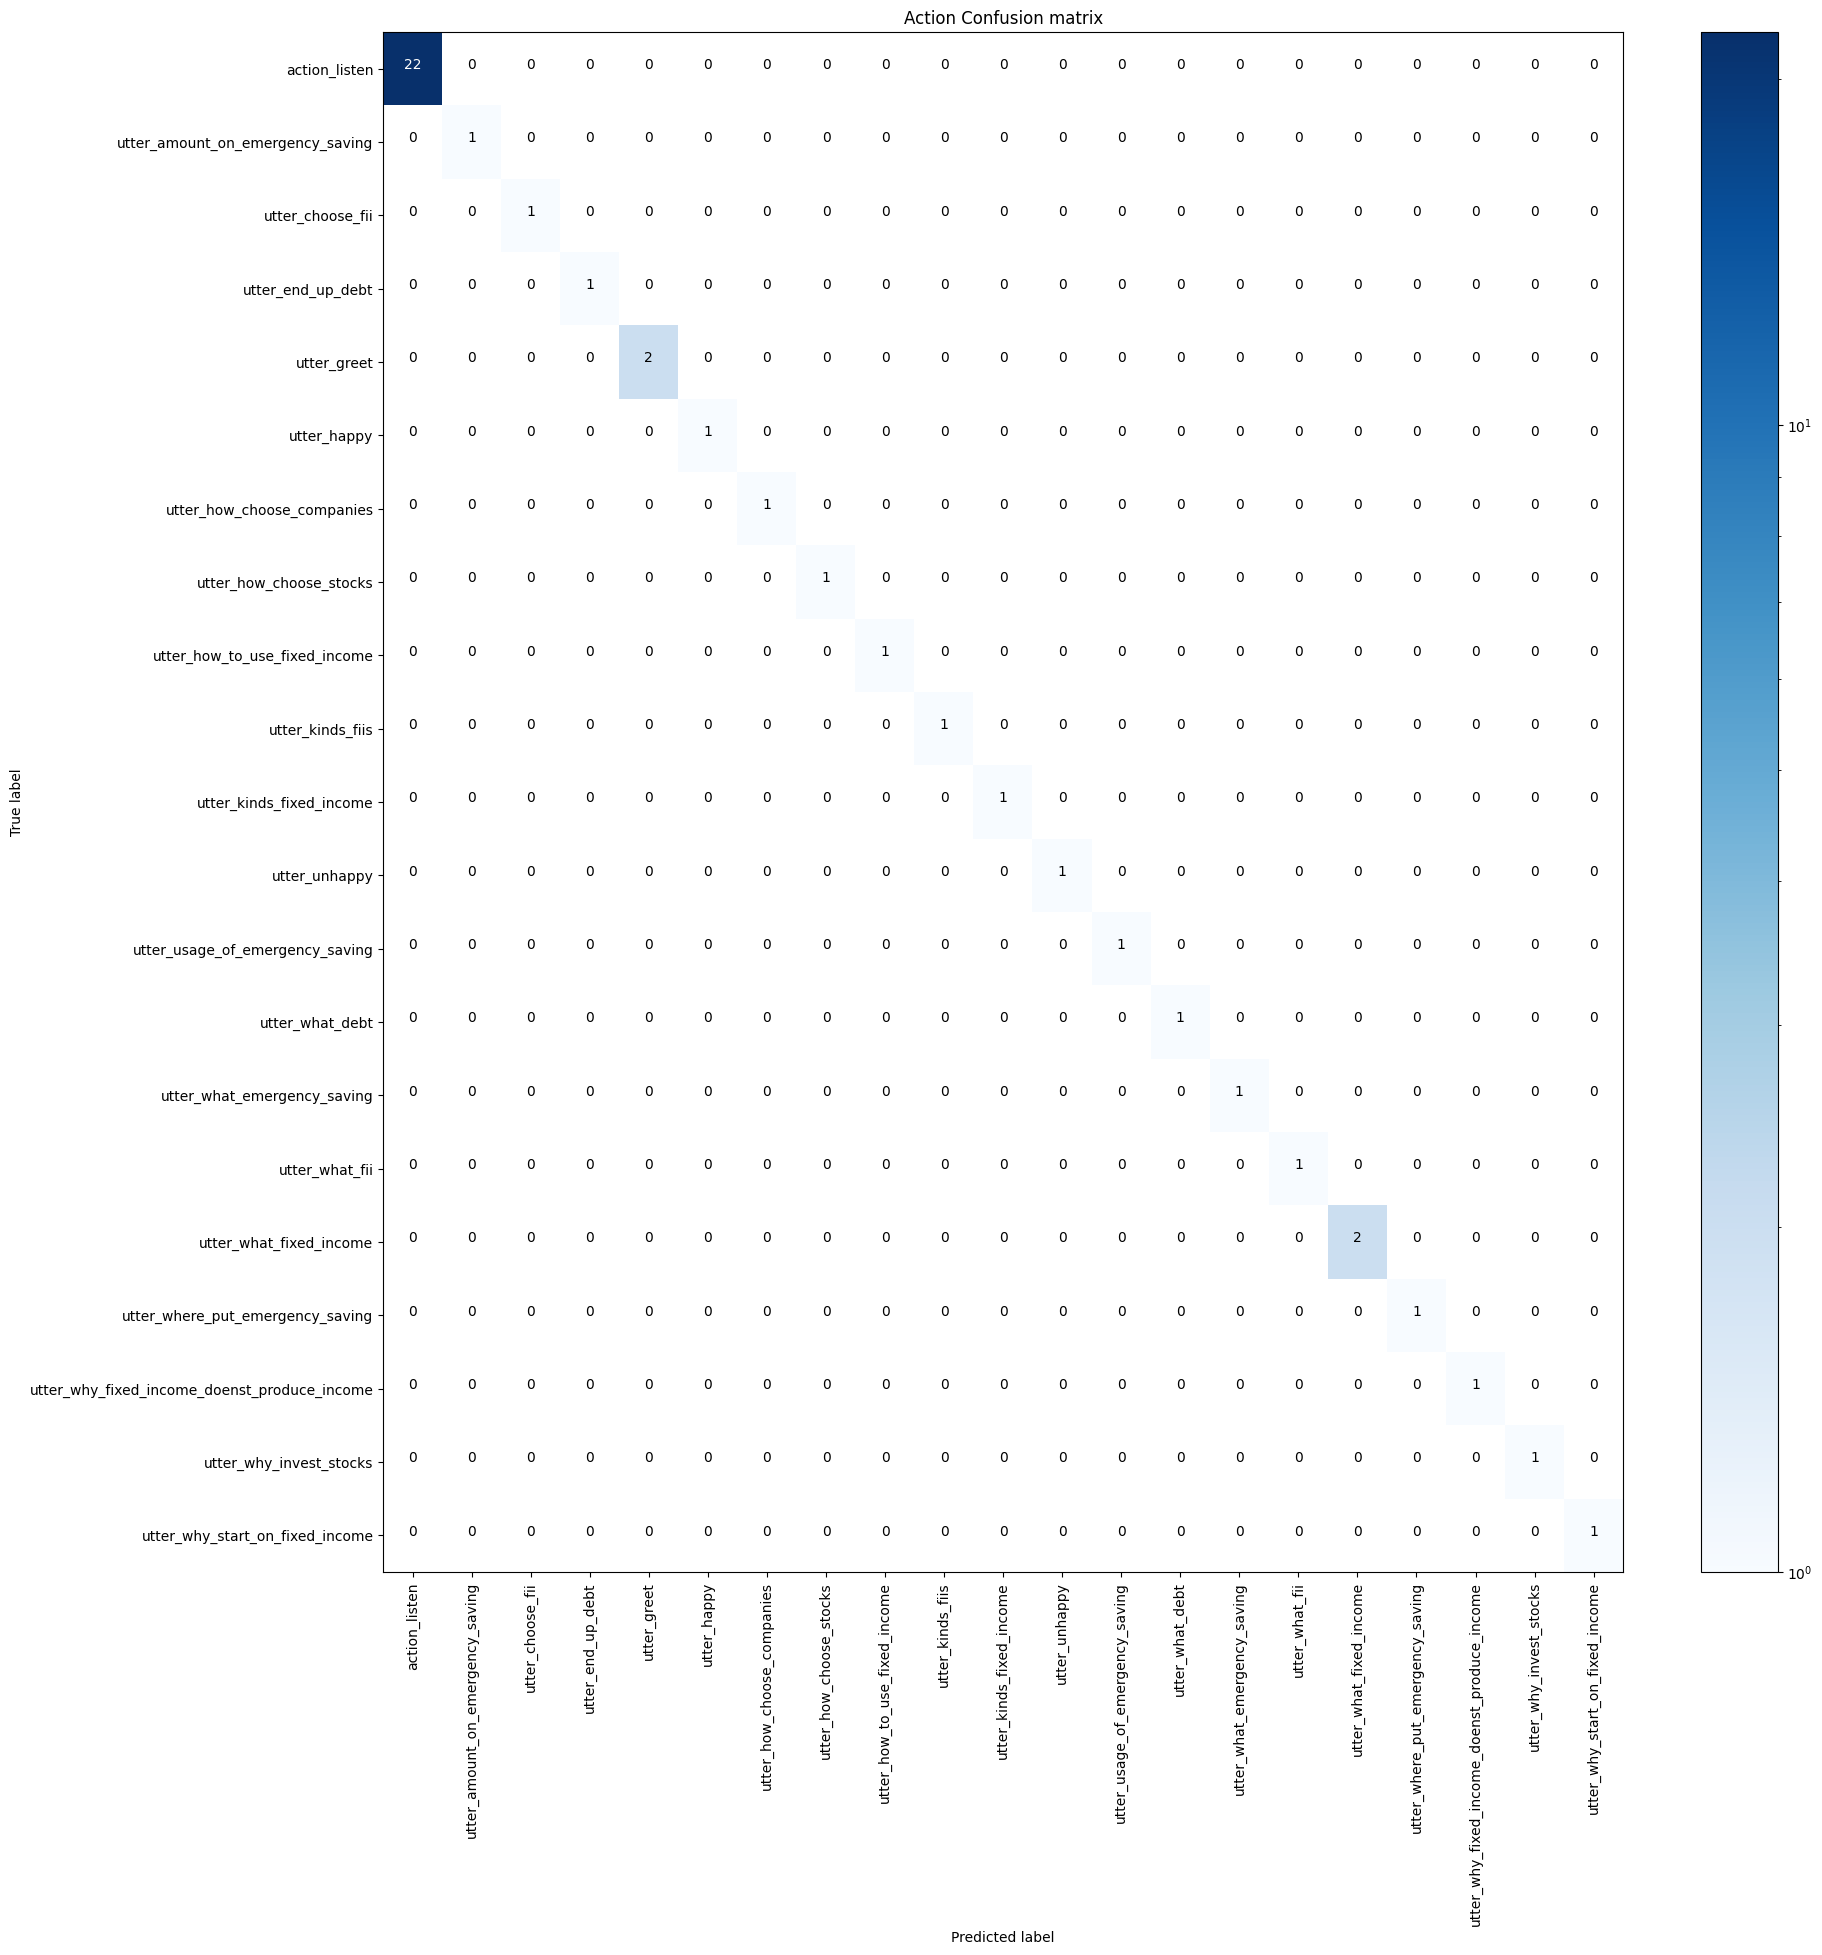 Action Confusion matrix
True label
action_listen 22 0 0 0 0 0 0 0 0 0 0 0 0 0 0 0 0 0 0 0 0
utter_amount_on_emergency_saving 0 1 0 0 0 0 0 0 0 0 0 0 0 0 0 0 0 0 0 0 0
utter_choose_fii 0 0 1 0 0 0 0 0 0 0 0 0 0 0 0 0 0 0 0 0 0
utter_end_up_debt 0 0 0 1 0 0 0 0 0 0 0 0 0 0 0 0 0 0 0 0 0
utter_greet 0 0 0 0 2 0 0 0 0 0 0 0 0 0 0 0 0 0 0 0 0
utter_happy 0 0 0 0 0 1 0 0 0 0 0 0 0 0 0 0 0 0 0 0 0
utter_how_choose_companies 0 0 0 0 0 0 1 0 0 0 0 0 0 0 0 0 0 0 0 0 0
utter_how_choose_stocks 0 0 0 0 0 0 0 1 0 0 0 0 0 0 0 0 0 0 0 0 0
utter_how_to_use_fixed_income 0 0 0 0 0 0 0 0 1 0 0 0 0 0 0 0 0 0 0 0 0
utter_kinds_fiis 0 0 0 0 0 0 0 0 0 1 0 0 0 0 0 0 0 0 0 0 0
utter_kinds_fixed_income 0 0 0 0 0 0 0 0 0 0 1 0 0 0 0 0 0 0 0 0 0
utter_unhappy 0 0 0 0 0 0 0 0 0 0 0 1 0 0 0 0 0 0 0 0 0
utter_usage_of_emergency_saving 0 0 0 0 0 0 0 0 0 0 0 0 1 0 0 0 0 0 0 0 0
utter_what_debt 0 0 0 0 0 0 0 0 0 0 0 0 0 1 0 0 0 0 0 0 0
utter_what_emergency_saving 0 0 0 0 0 0 0 0 0 0 0 0 0 0 1 0 0 0 0 0 0
utter_what_fii 0 0 0 0 0 0 0 0 0 0 0 0 0 0 0 1 0 0 0 0 0
utter_what_fixed_income 0 0 0 0 0 0 0 0 0 0 0 0 0 0 0 0 2 0 0 0 0
utter_where_put_emergency_saving 0 0 0 0 0 0 0 0 0 0 0 0 0 0 0 0 0 1 0 0 0
utter_why_fixed_income_doenst_produce_income 0 0 0 0 0 0 0 0 0 0 0 0 0 0 0 0 0 0 1 0 0
utter_why_invest_stocks 0 0 0 0 0 0 0 0 0 0 0 0 0 0 0 0 0 0 0 1 0
utter_why_start_on_fixed_income 0 0 0 0 0 0 0 0 0 0 0 0 0 0 0 0 0 0 0 0 1
action_listen
utter_amount_on_emergency_saving
utter_choose_fii
utter_end_up_debt
utter_greet
utter_happy
utter_how_choose_companies
utter_how_choose_stocks
utter_how_to_use_fixed_income
utter_kinds_fiis
utter_kinds_fixed_income
utter_unhappy
utter_usage_of_emergency_saving
utter_what_debt
utter_what_emergency_saving
utter_what_fii
utter_what_fixed_income
utter_where_put_emergency_saving
utter_why_fixed_income_doenst_produce_income
utter_why_invest_stocks
utter_why_start_on_fixed_income
Predicted label
10¹
10⁰